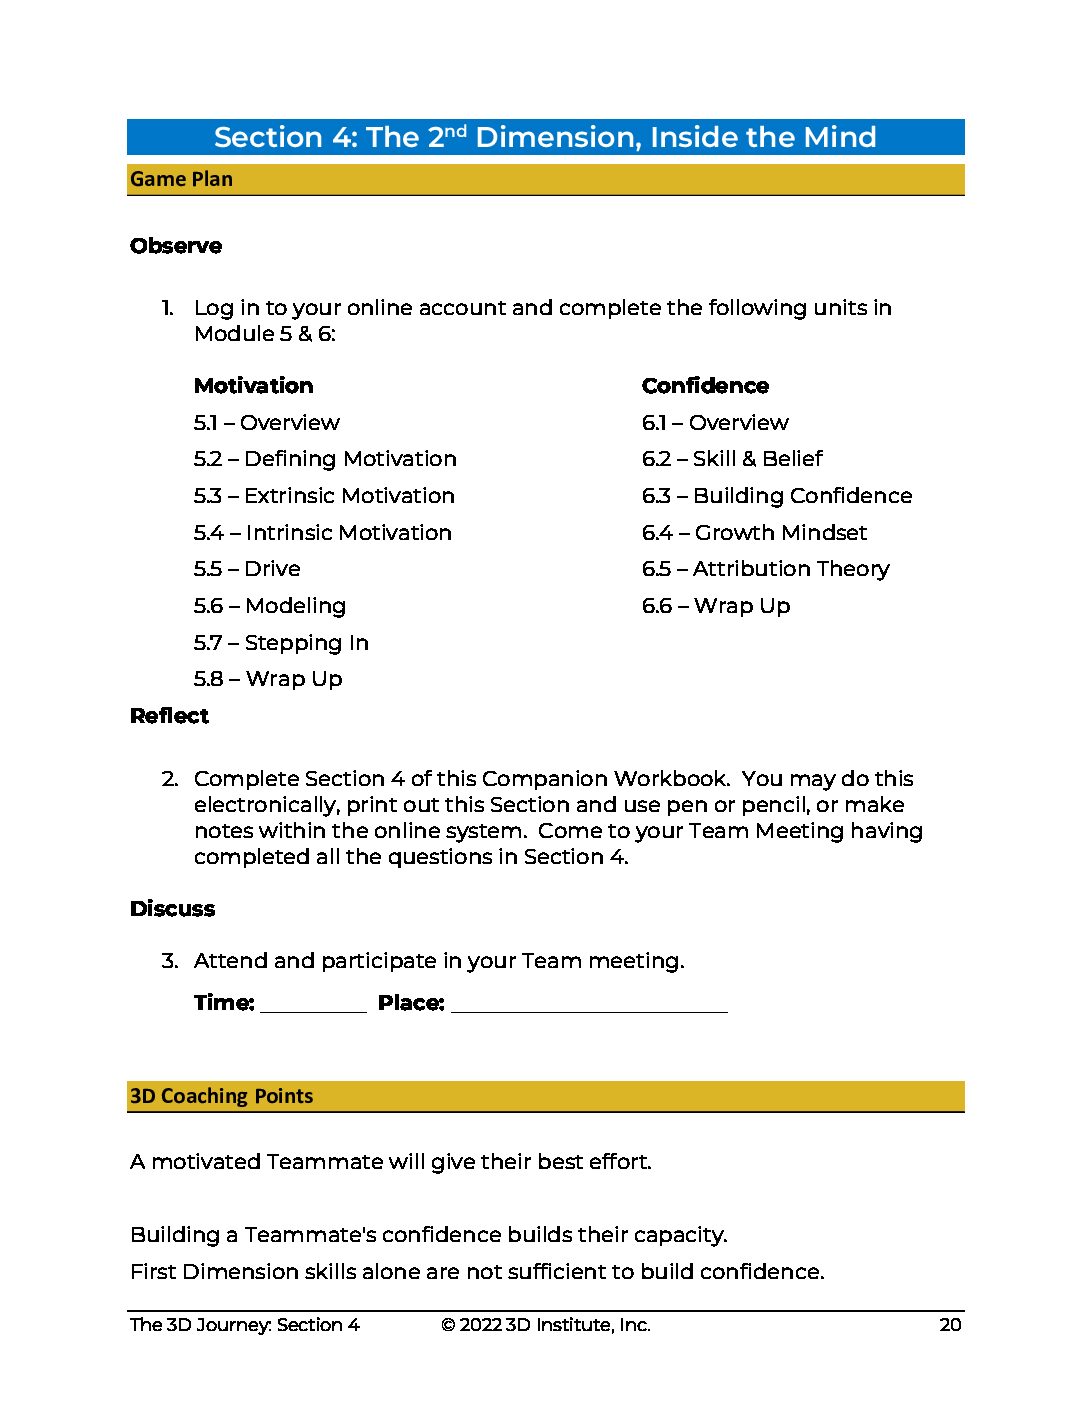 Section 4: The 2nd Dimension, Inside the Mind
Game Plan
Observe
1. Log in to your online account and complete the following units in
Module 5 & 6:
Motivation
5.1 – Overview
5.2 – Defining Motivation
5.3 – Extrinsic Motivation
5.4 – Intrinsic Motivation
5.5 – Drive
5.6 – Modeling
5.7 – Stepping In
5.8 – Wrap Up
Confidence
6.1 – Overview
6.2 – Skill & Belief
6.3 – Building Confidence
6.4 – Growth Mindset
6.5 – Attribution Theory
6.6 – Wrap Up
Reflect
2. Complete Section 4 of this Companion Workbook.  You may do this
electronically, print out this Section and use pen or pencil, or make
notes within the online system.  Come to your Team Meeting having
completed all the questions in Section 4.
Discuss
3. Attend and participate in your Team meeting.
Time: __________ Place: __________________________
3D Coaching Points
A motivated Teammate will give their best effort.
Building a Teammate's confidence builds their capacity.
First Dimension skills alone are not sufficient to build confidence.
The 3D Journey: Section 4 © 2022 3D Institute, Inc. 20